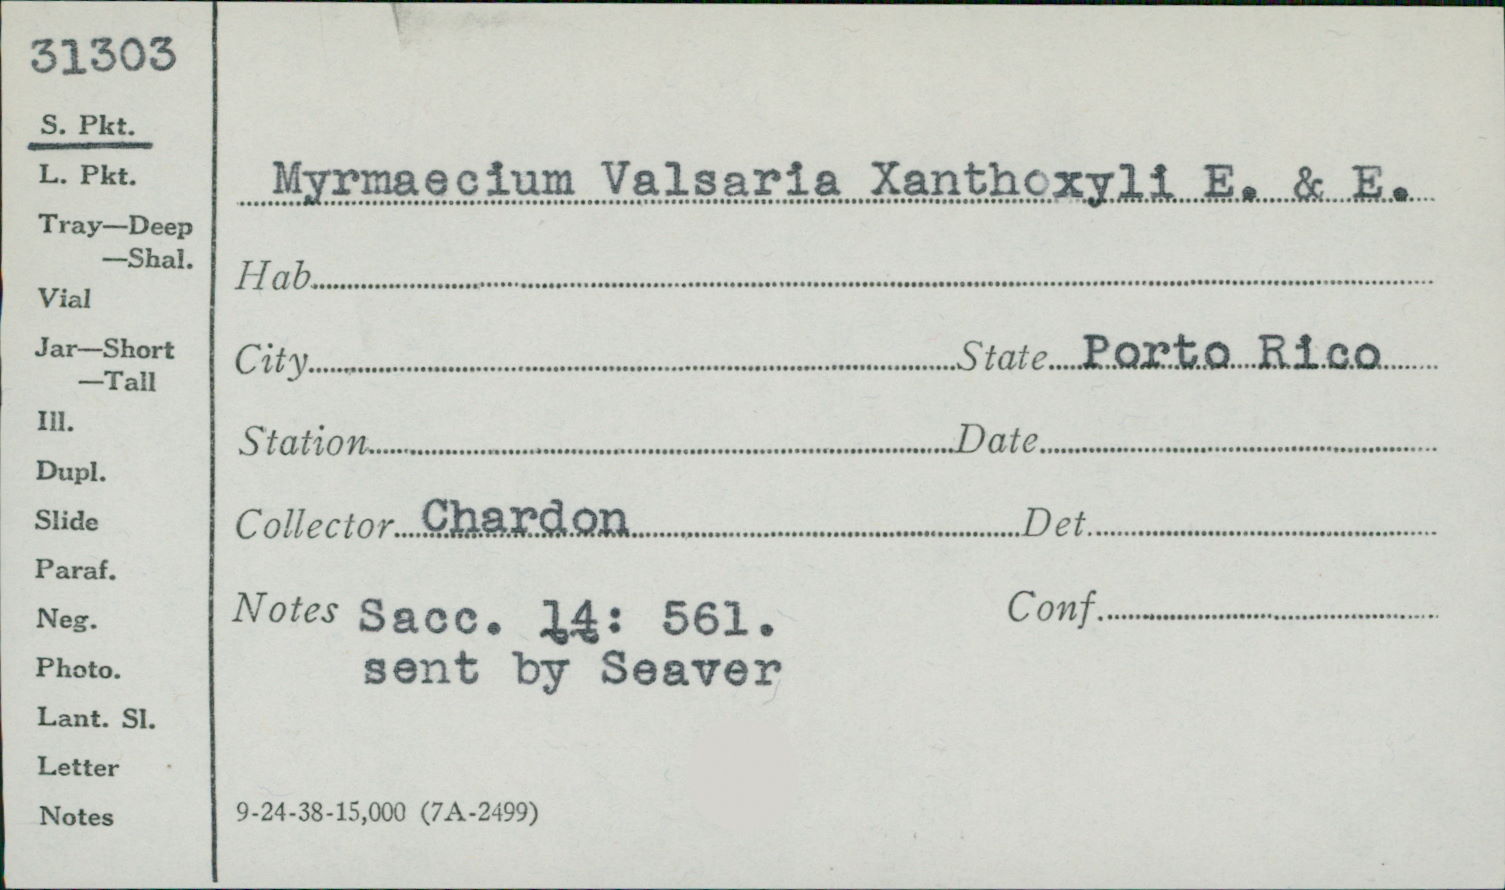 31303
S. Pkt.
L. Pkt.
Tray—Deep
—Shal.
Vial
Jar—Short
—Tall
Ill.
Dupl.
Slide
Paraf.
Neg.
Photo.
Lant. Sl.
Letter
Notes
Myrmaecium Valsaria Xanthoxyli E. & E.
Hab.
City State Porto Rico
Station Date
Collector Chardon Det.
Notes Sacc. 14: 561. Conf.
sent by Seaver
9-24-38-15,000 (7A-2499)